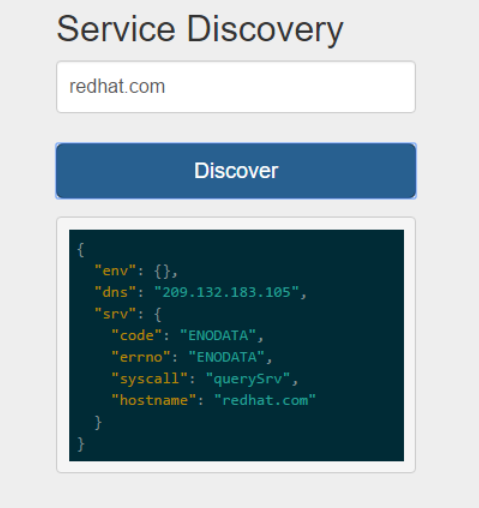 Service Discovery
redhat.com
Discover
{
  "env": {},
  "dns": "209.132.183.105",
  "srv": {
    "code": "ENODATA",
    "errno": "ENODATA",
    "syscall": "querySrv",
    "hostname": "redhat.com"
  }
}